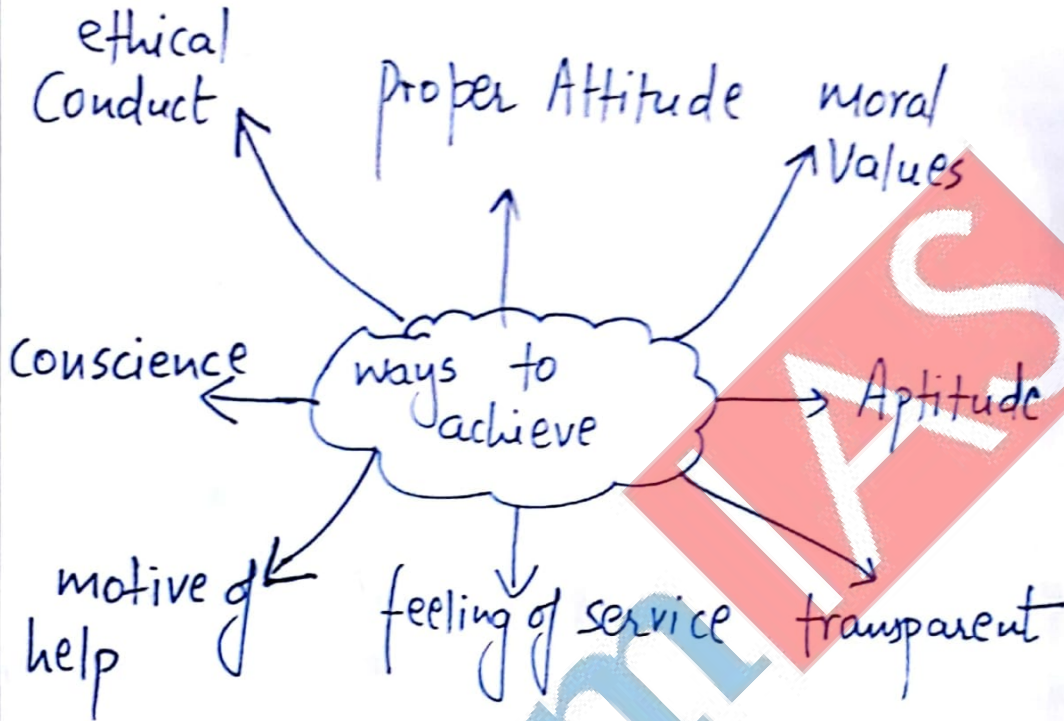 ethical
Conduct
Proper Attitude
moral
Values
Conscience
ways to
achieve
Aptitude
motive of
help
feeling of service
transparent
IAS
m